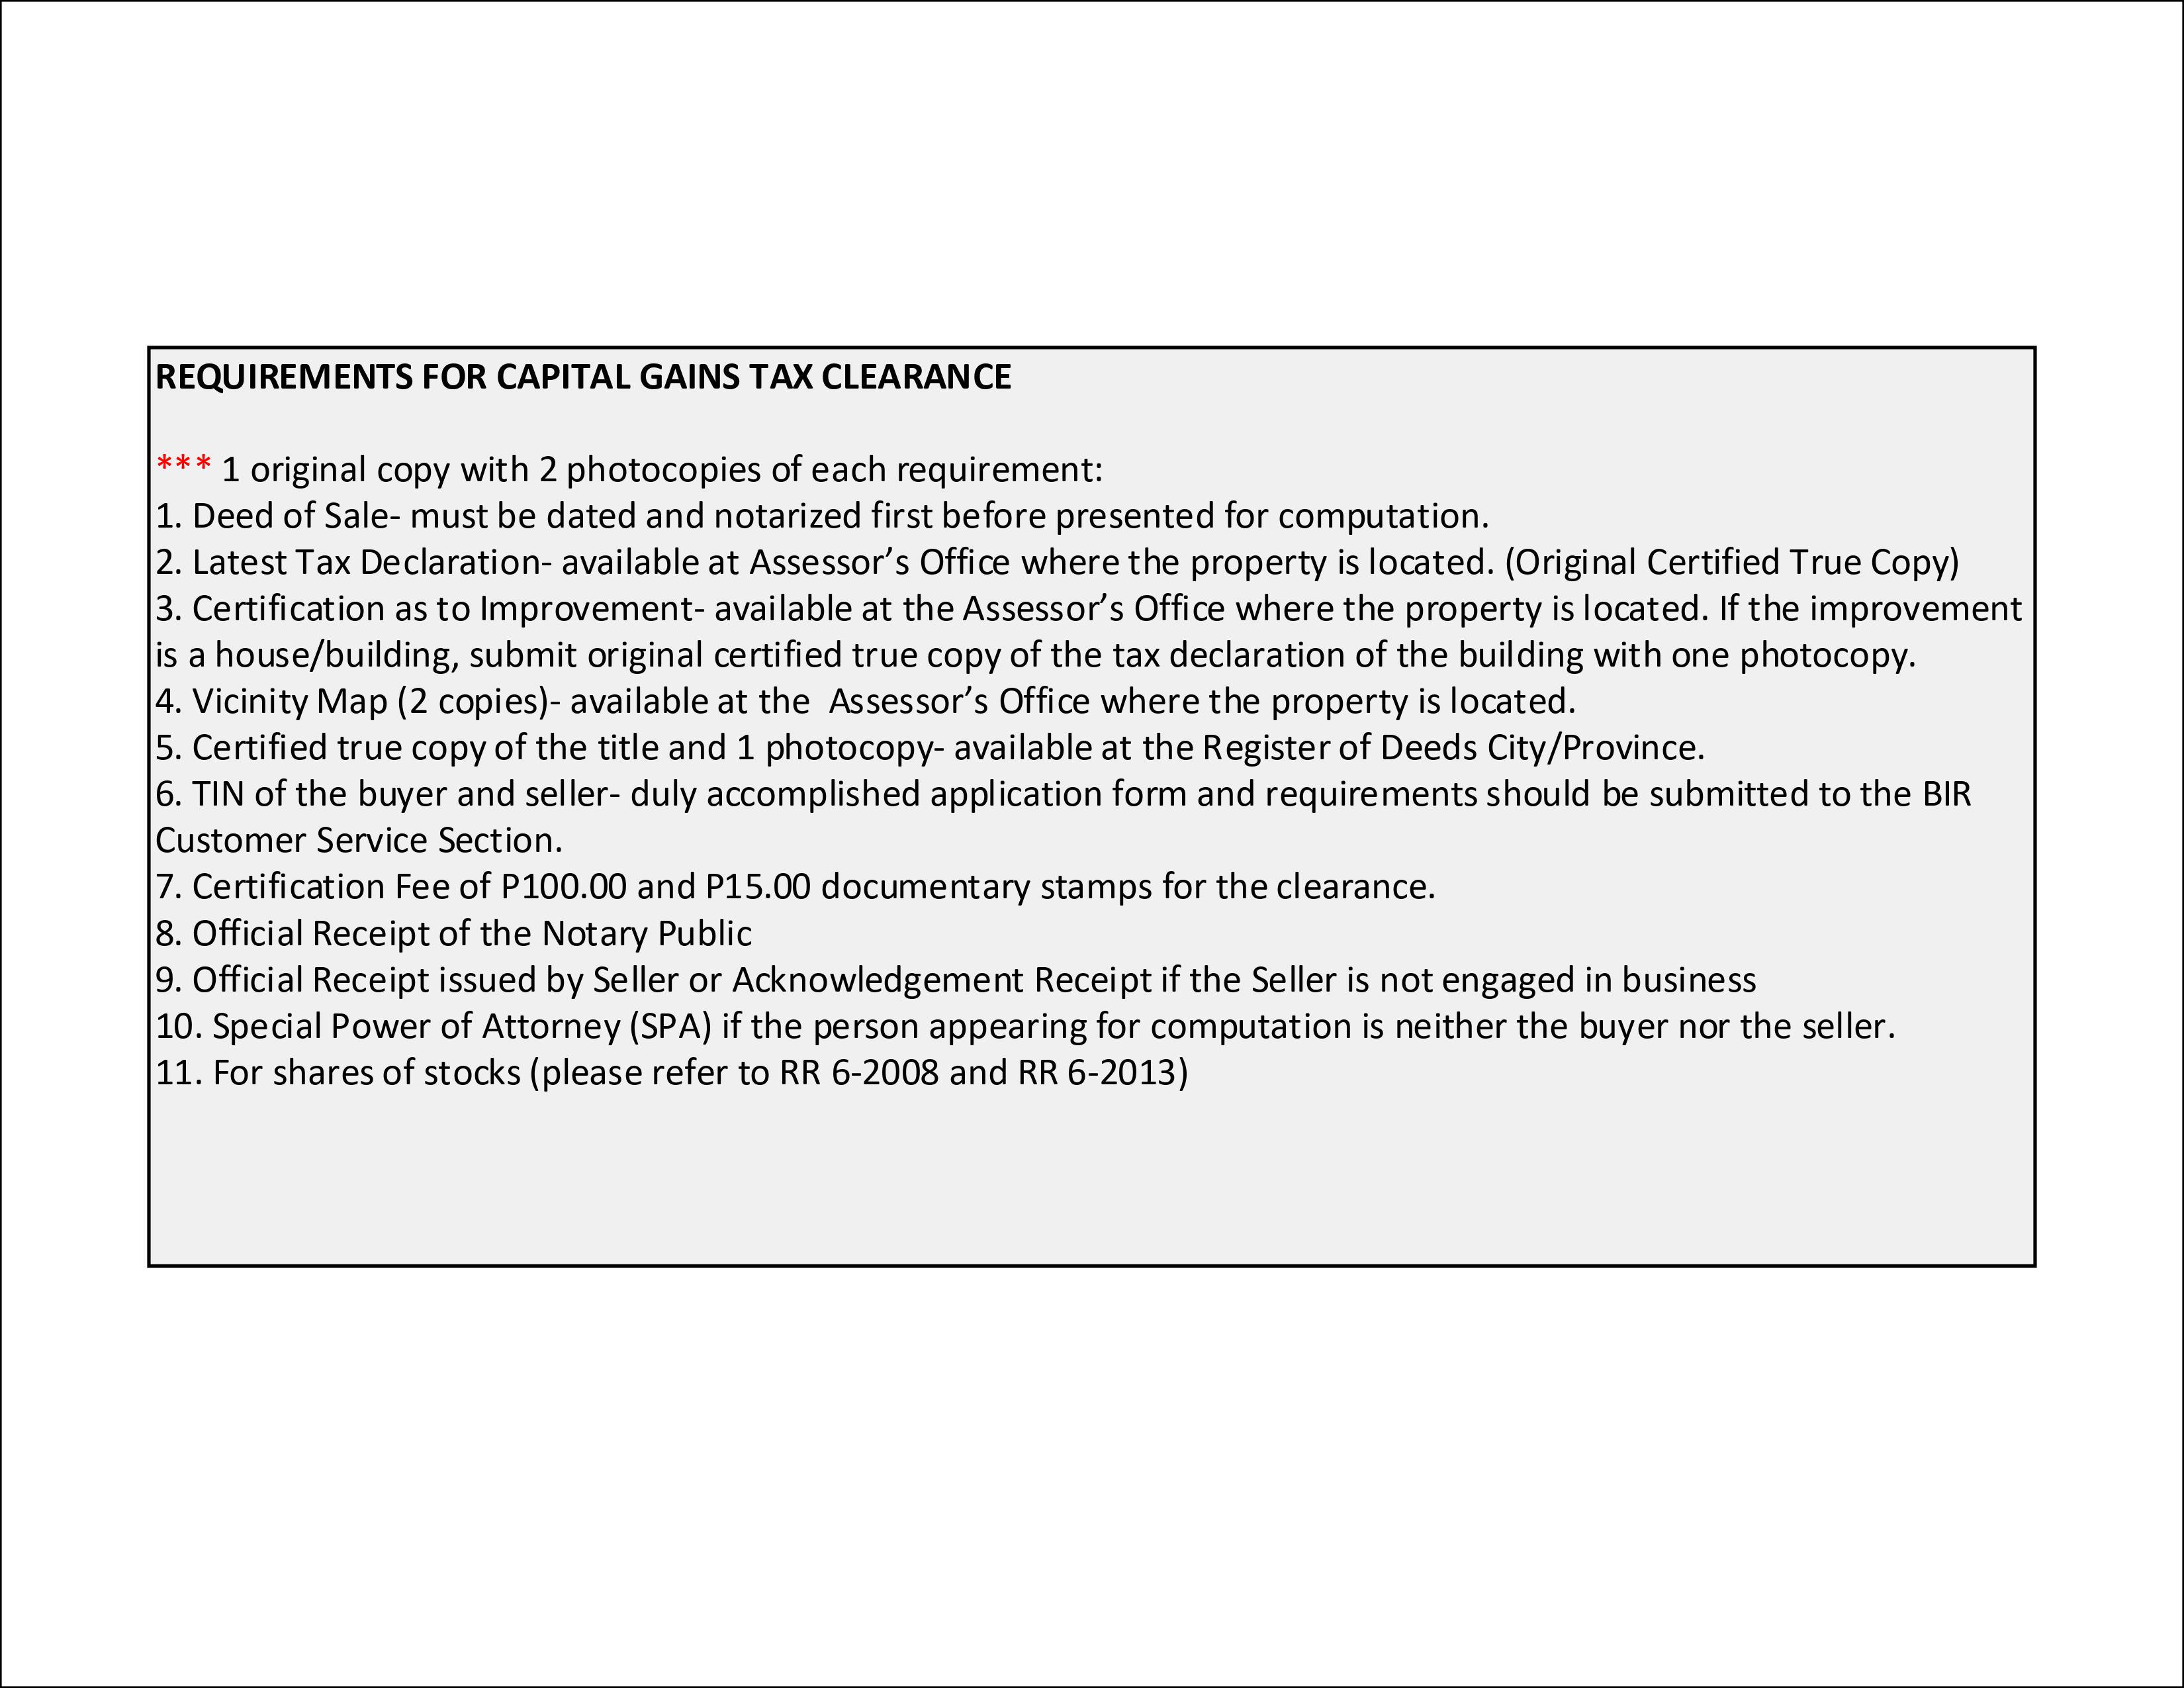 REQUIREMENTS FOR CAPITAL GAINS TAX CLEARANCE
*** 1 original copy with 2 photocopies of each requirement:
1. Deed of Sale- must be dated and notarized first before presented for computation.
2. Latest Tax Declaration- available at Assessor’s Office where the property is located. (Original Certified True Copy)
3. Certification as to Improvement- available at the Assessor’s Office where the property is located. If the improvement
is a house/building, submit original certified true copy of the tax declaration of the building with one photocopy.
4. Vicinity Map (2 copies)- available at the  Assessor’s Office where the property is located.
5. Certified true copy of the title and 1 photocopy- available at the Register of Deeds City/Province.
6. TIN of the buyer and seller- duly accomplished application form and requirements should be submitted to the BIR
Customer Service Section.
7. Certification Fee of P100.00 and P15.00 documentary stamps for the clearance.
8. Official Receipt of the Notary Public
9. Official Receipt issued by Seller or Acknowledgement Receipt if the Seller is not engaged in business
10. Special Power of Attorney (SPA) if the person appearing for computation is neither the buyer nor the seller.
11. For shares of stocks (please refer to RR 6-2008 and RR 6-2013)